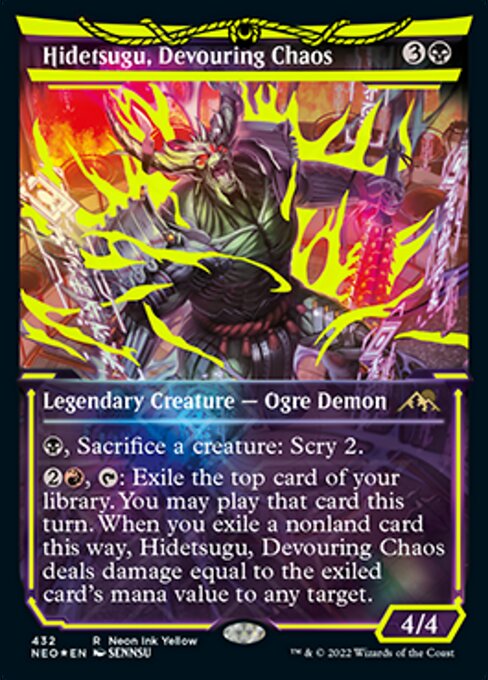 Hidetsugu, Devouring Chaos 3
Legendary Creature — Ogre Demon
, Sacrifice a creature: Scry 2.
2, : Exile the top card of your
library. You may play that card this
turn. When you exile a nonland card
this way, Hidetsugu, Devouring Chaos
deals damage equal to the exiled
card's mana value to any target.
4/4
432 R Neon Ink Yellow
NEO★EN SENNSU ™ & © 2022 Wizards of the Coast